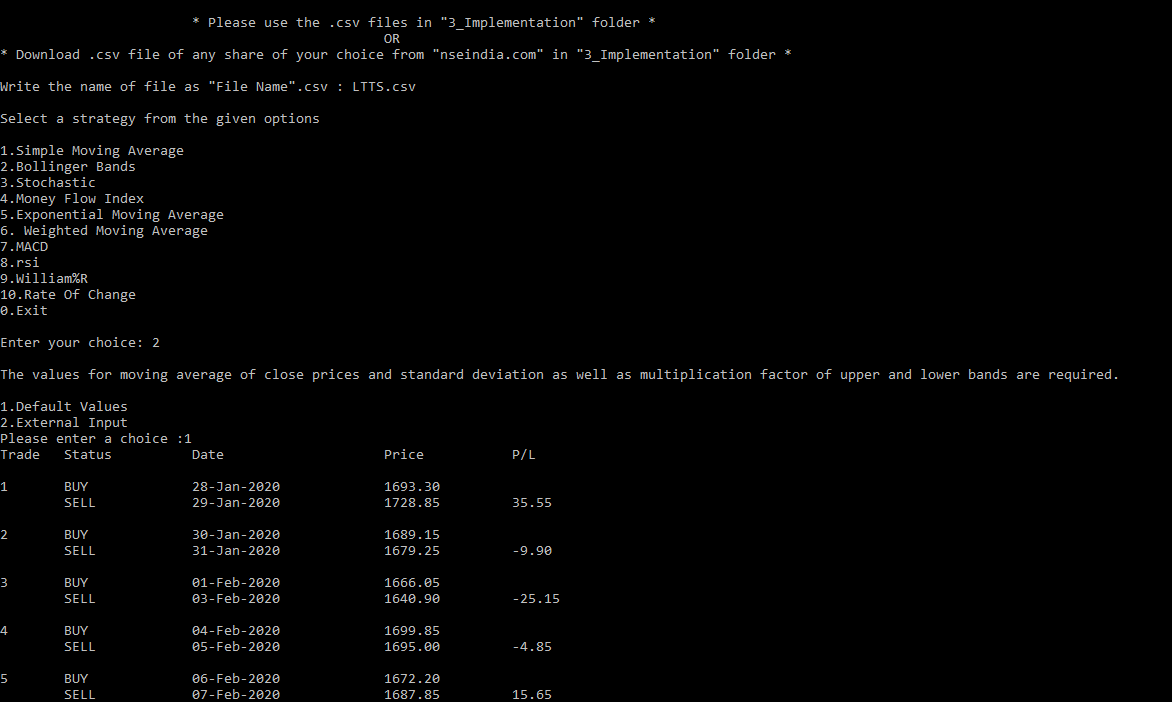 * Please use the .csv files in "3_Implementation" folder *
OR
* Download .csv file of any share of your choice from "nseindia.com" in "3_Implementation" folder *
Write the name of file as "File Name".csv : LTTS.csv
Select a strategy from the given options
1.Simple Moving Average
2.Bollinger Bands
3.Stochastic
4.Money Flow Index
5.Exponential Moving Average
6. Weighted Moving Average
7.MACD
8.rsi
9.William%R
10.Rate Of Change
0.Exit
Enter your choice: 2
The values for moving average of close prices and standard deviation as well as multiplication factor of upper and lower bands are required.
1.Default Values
2.External Input
Please enter a choice :1
Trade Status Date Price P/L
1 BUY 28-Jan-2020 1693.30
SELL 29-Jan-2020 1728.85 35.55
2 BUY 30-Jan-2020 1689.15
SELL 31-Jan-2020 1679.25 -9.90
3 BUY 01-Feb-2020 1666.05
SELL 03-Feb-2020 1640.90 -25.15
4 BUY 04-Feb-2020 1699.85
SELL 05-Feb-2020 1695.00 -4.85
5 BUY 06-Feb-2020 1672.20
SELL 07-Feb-2020 1687.85 15.65